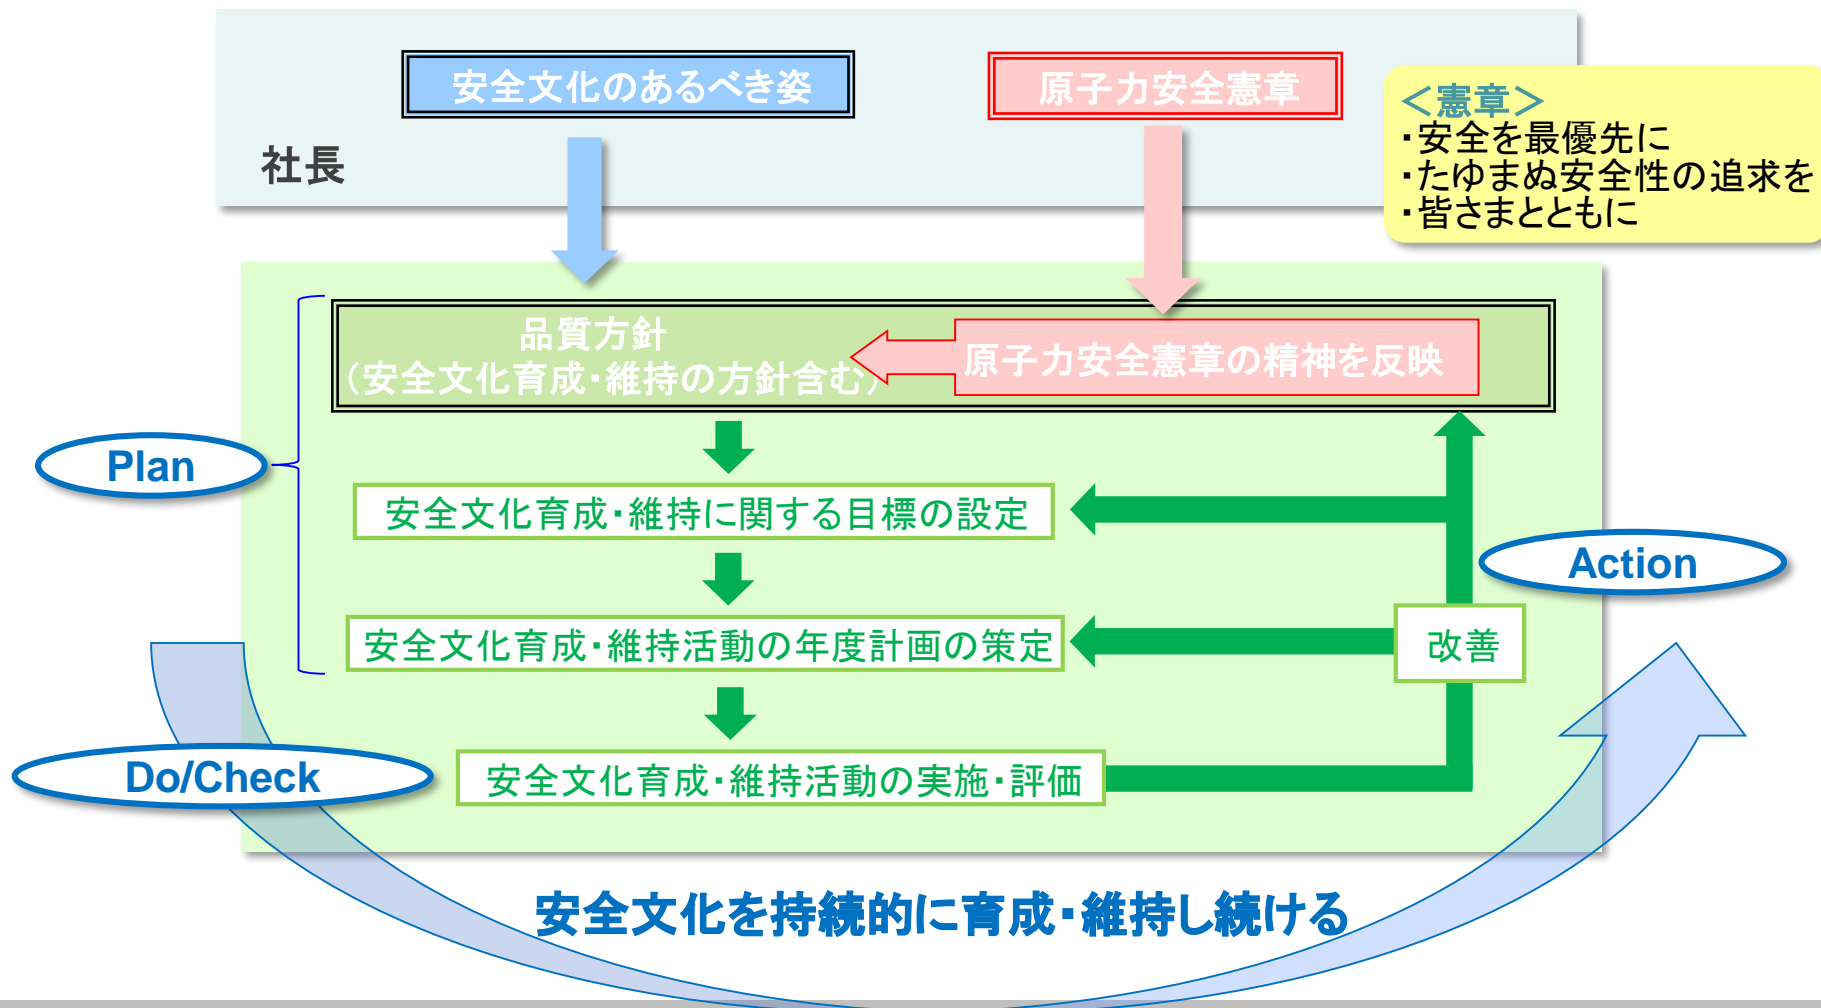 安全文化のあるべき姿
原子力安全憲章
社長
＜憲章＞
・安全を最優先に
・たゆまぬ安全性の追求を
・皆さまとともに
品質方針
（安全文化育成・維持の方針含む）
原子力安全憲章の精神を反映
Plan
安全文化育成・維持に関する目標の設定
Action
安全文化育成・維持活動の年度計画の策定
改善
Do/Check
安全文化育成・維持活動の実施・評価
安全文化を持続的に育成・維持し続ける